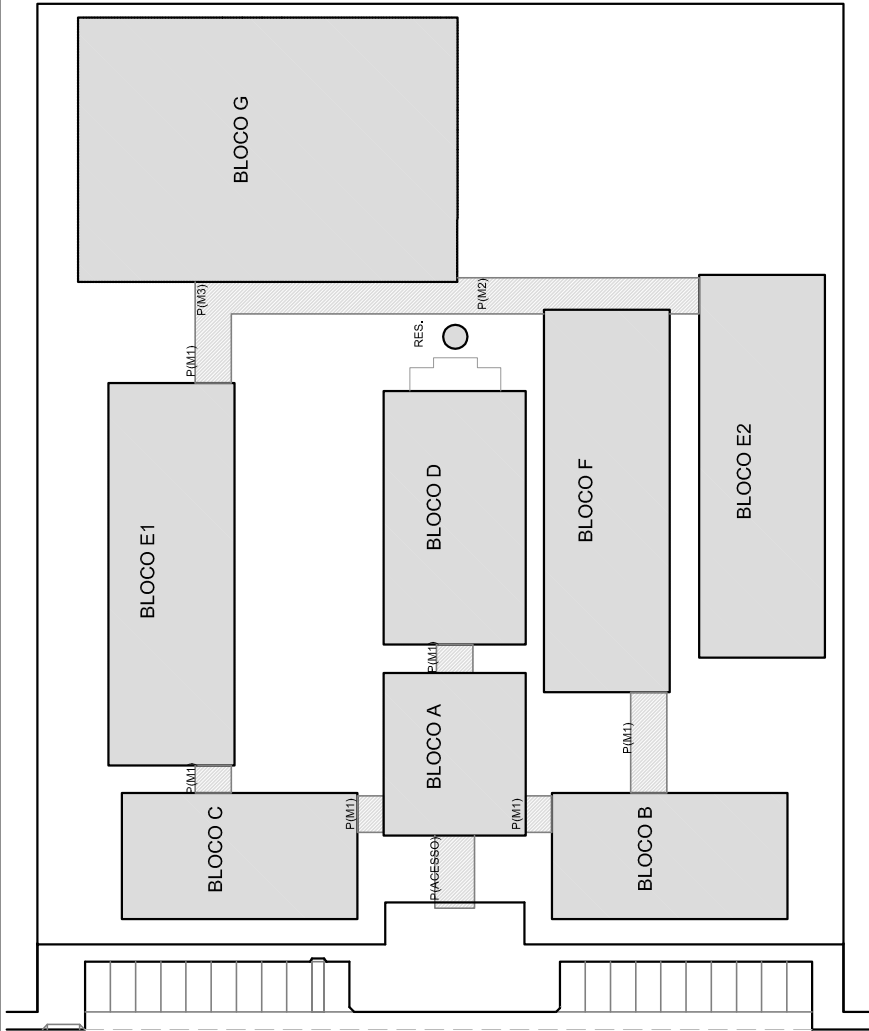 BLOCO G
P(M3)
P(M2)
RES.
P(M1)
BLOCO E2
BLOCO D
BLOCO F
BLOCO E1
P(M1)
BLOCO A
P(M1)
P(M1)
P(M1)
P(M1)
BLOCO C
BLOCO B
P(ACESSO)